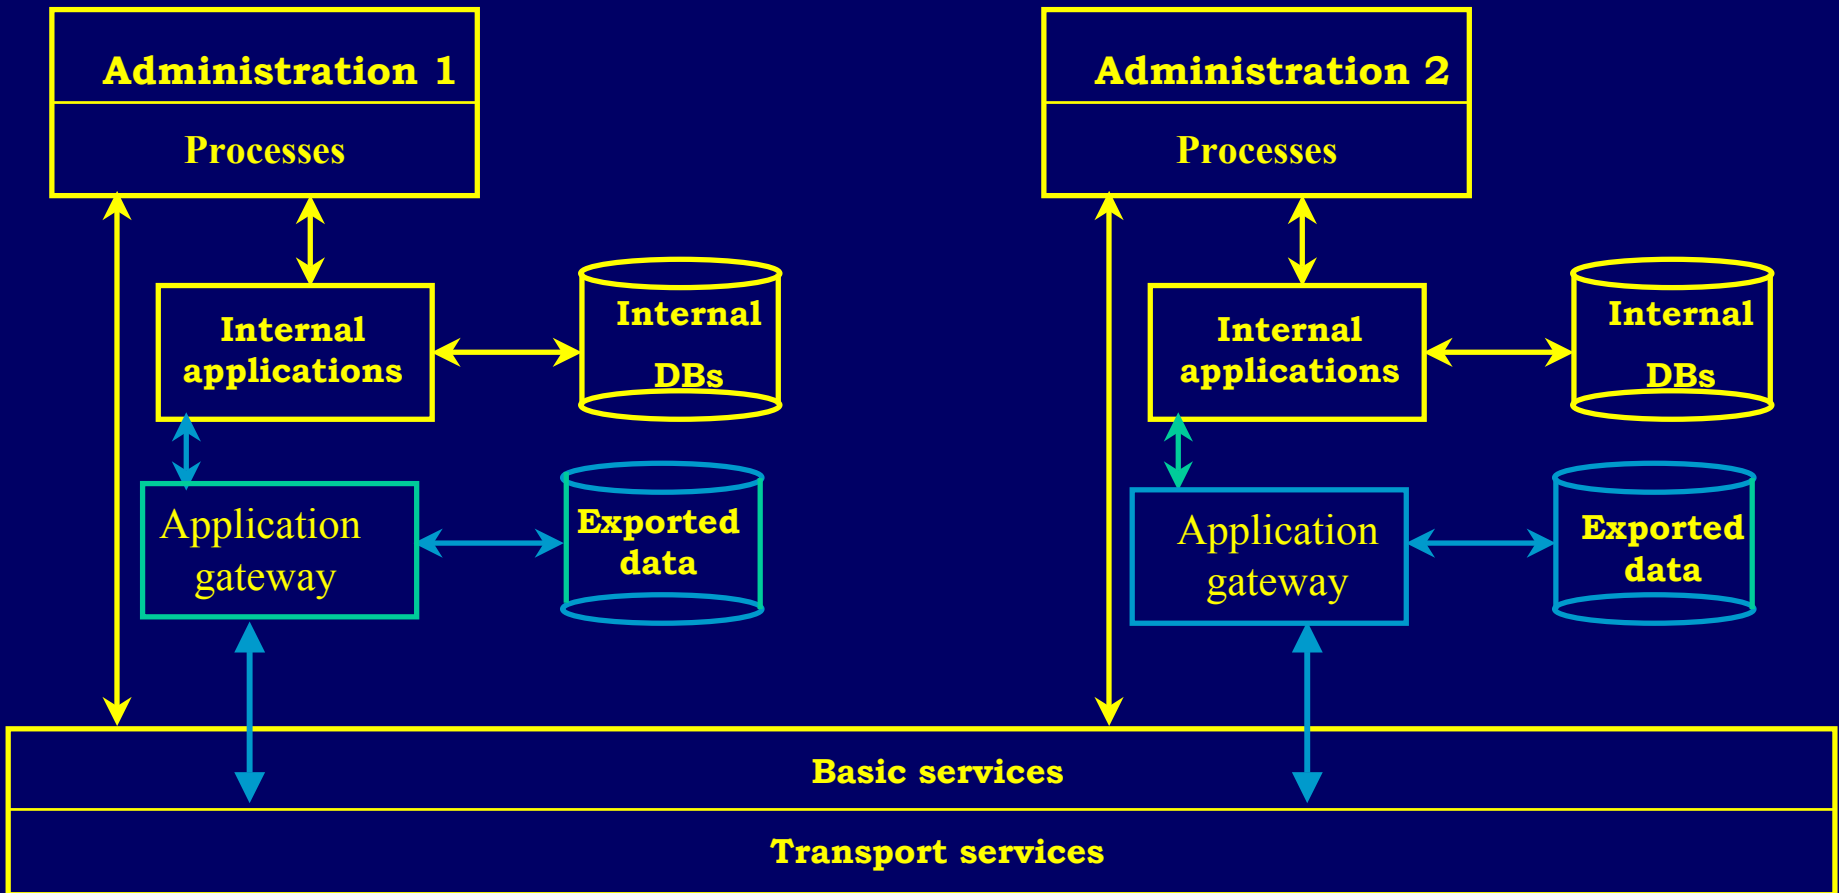 Administration 1
Processes
Internal
applications
Internal
DBs
Application
gateway
Exported
data
Administration 2
Processes
Internal
applications
Internal
DBs
Application
gateway
Exported
data
Basic services
Transport services